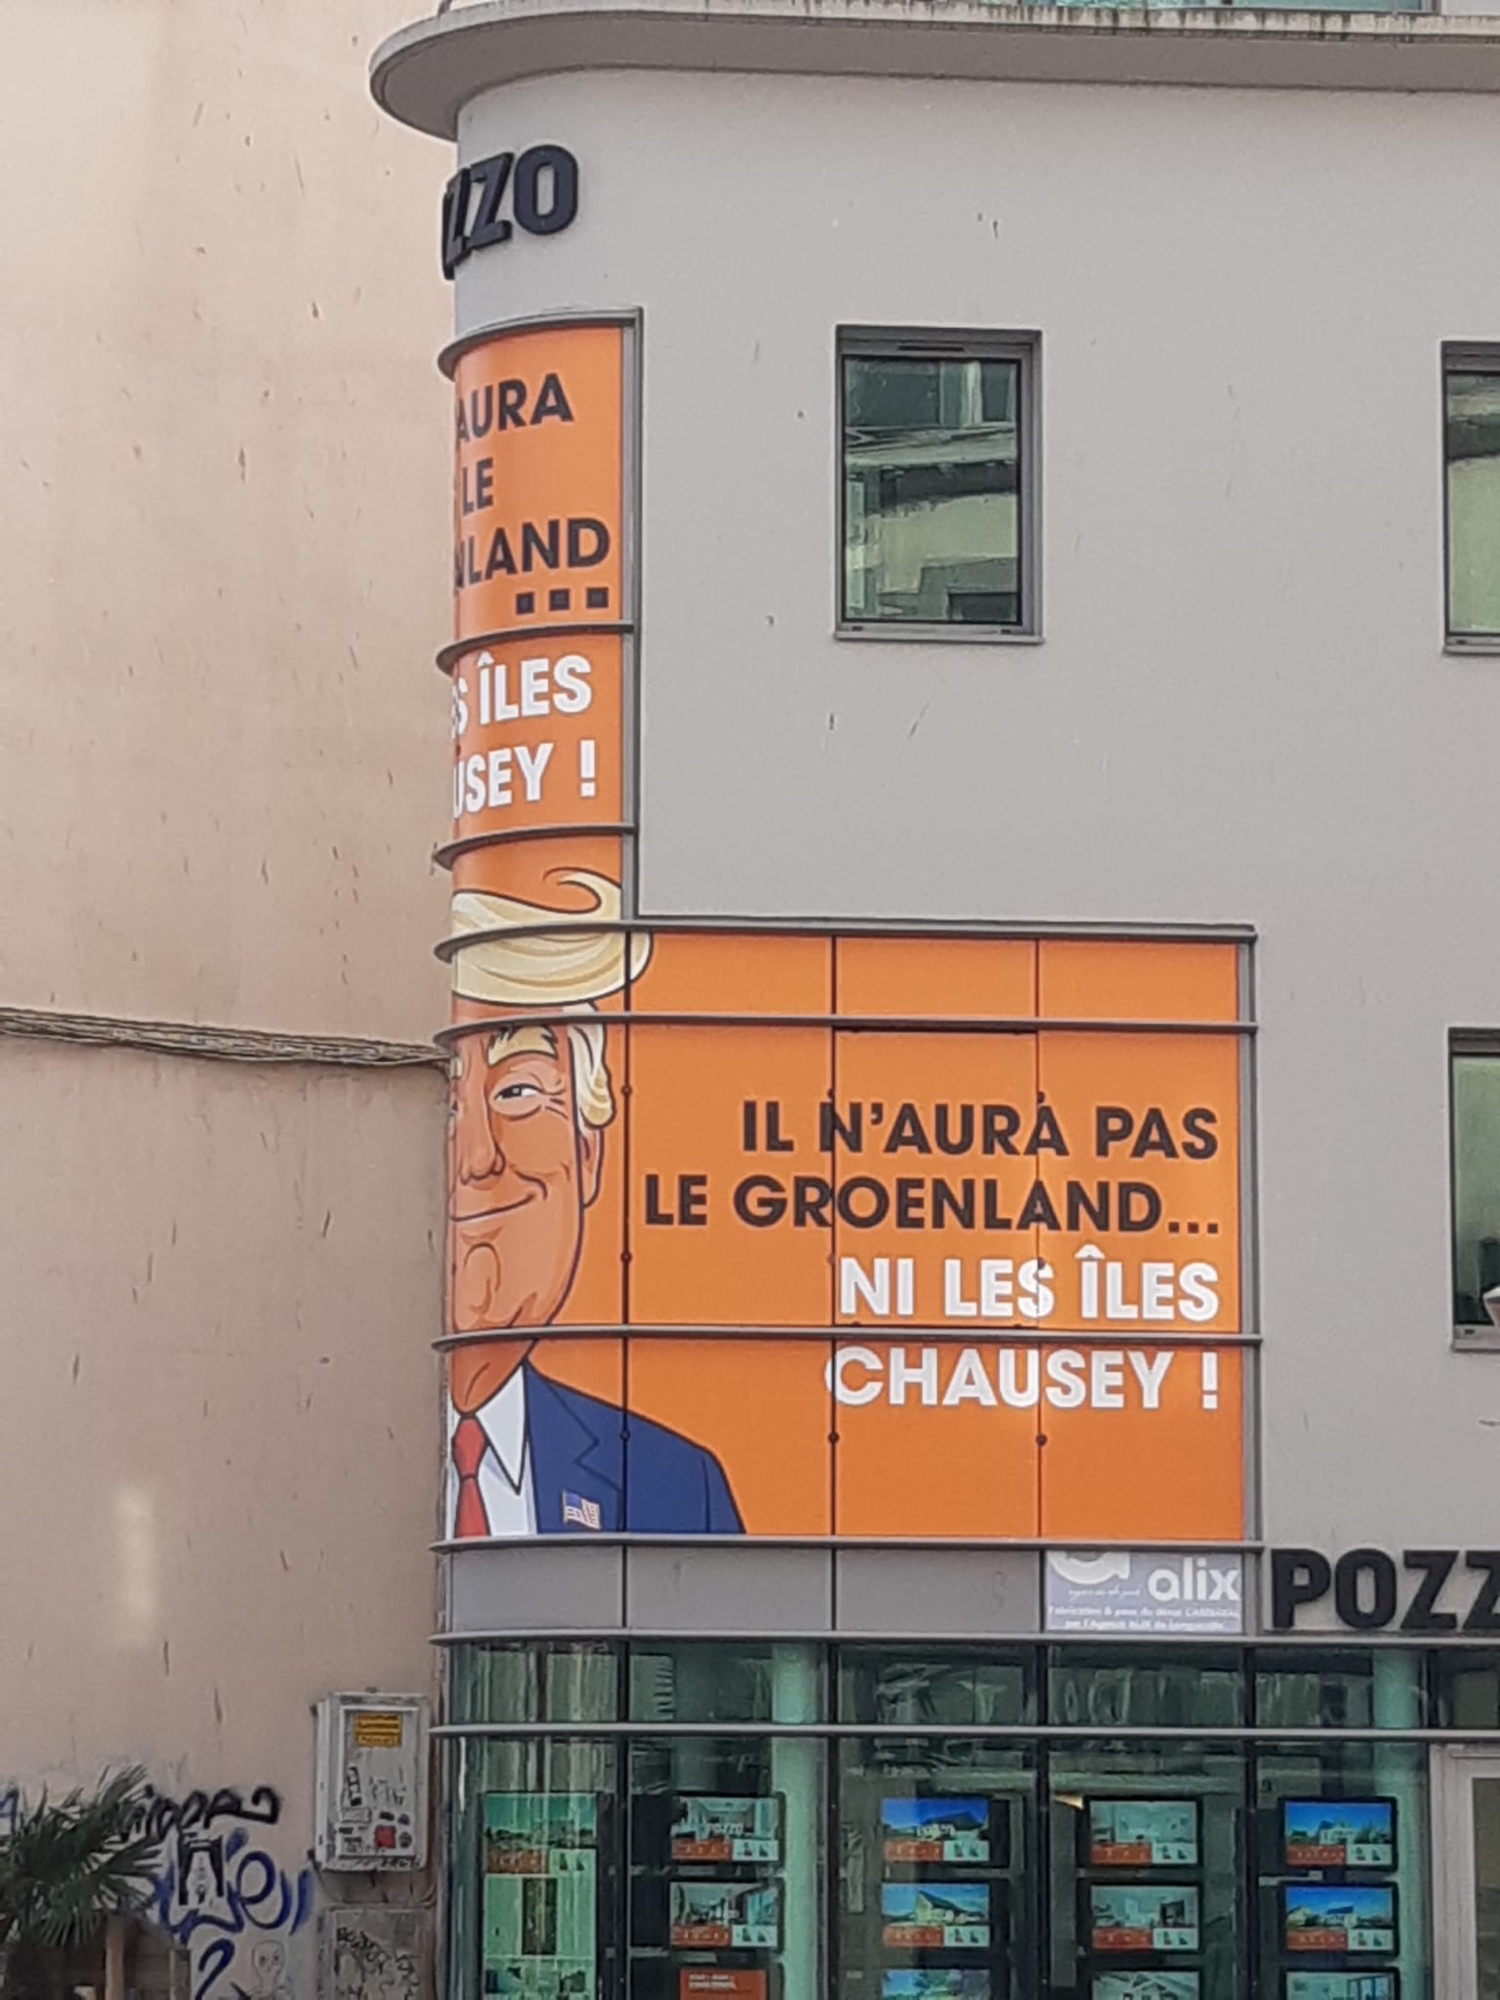 ZZO
AURA
LE
NLAND
...
S ÎLES
USEY !
IL N'AURA PAS
LE GROENLAND...
NI LES ÎLES
CHAUSEY !
alix
POZZ